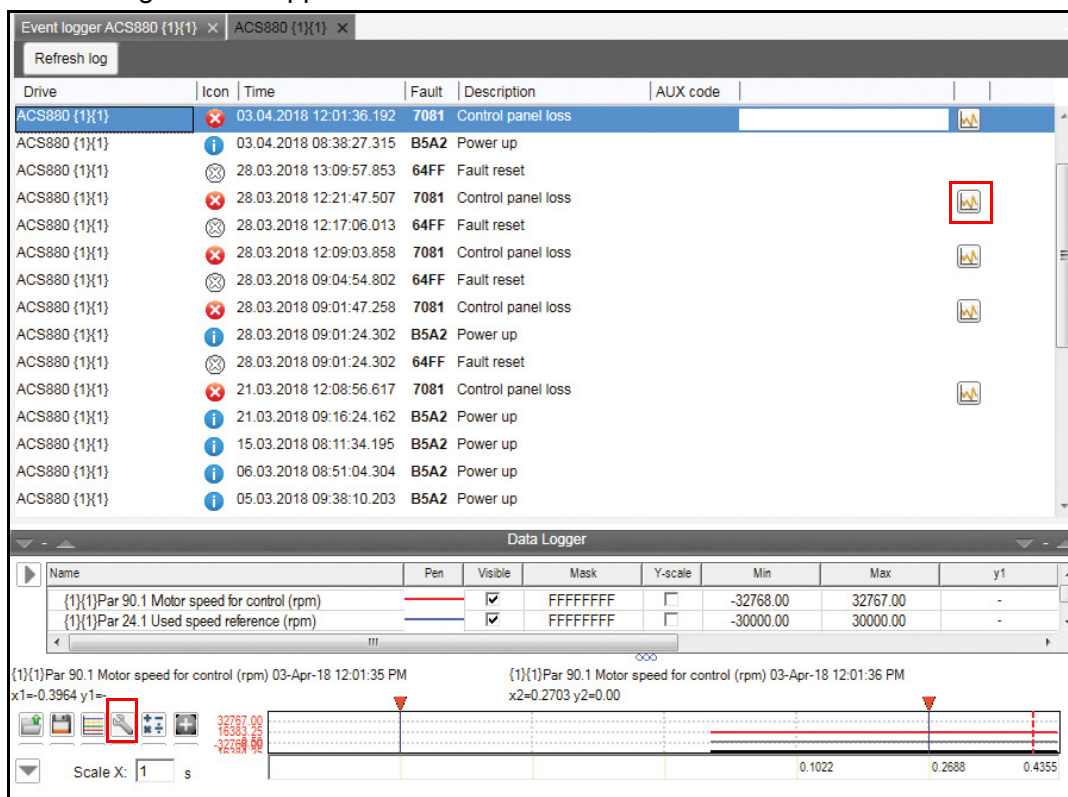 Event logger ACS880 {1}{1} × ACS880 {1}{1} ×
Refresh log
Drive Icon Time Fault Description AUX code
ACS880 {1}{1} 03.04.2018 12:01:36.192 7081 Control panel loss
ACS880 {1}{1} 03.04.2018 08:38:27.315 B5A2 Power up
ACS880 {1}{1} 28.03.2018 13:09:57.853 64FF Fault reset
ACS880 {1}{1} 28.03.2018 12:21:47.507 7081 Control panel loss
ACS880 {1}{1} 28.03.2018 12:17:06.013 64FF Fault reset
ACS880 {1}{1} 28.03.2018 12:09:03.858 7081 Control panel loss
ACS880 {1}{1} 28.03.2018 09:04:54.802 64FF Fault reset
ACS880 {1}{1} 28.03.2018 09:01:47.258 7081 Control panel loss
ACS880 {1}{1} 28.03.2018 09:01:24.302 B5A2 Power up
ACS880 {1}{1} 28.03.2018 09:01:24.302 64FF Fault reset
ACS880 {1}{1} 21.03.2018 12:08:56.617 7081 Control panel loss
ACS880 {1}{1} 21.03.2018 09:16:24.162 B5A2 Power up
ACS880 {1}{1} 15.03.2018 08:11:34.195 B5A2 Power up
ACS880 {1}{1} 06.03.2018 08:51:04.304 B5A2 Power up
ACS880 {1}{1} 05.03.2018 09:38:10.203 B5A2 Power up
Data Logger
Name Pen Visible Mask Y-scale Min Max y1
{1}{1}Par 90.1 Motor speed for control (rpm) FFFFFFFF -32768.00 32767.00 -
{1}{1}Par 24.1 Used speed reference (rpm) FFFFFFFF -30000.00 30000.00 -
{1}{1}Par 90.1 Motor speed for control (rpm) 03-Apr-18 12:01:35 PM {1}{1}Par 90.1 Motor speed for control (rpm) 03-Apr-18 12:01:36 PM
x1=-0.3964 y1=- x2=0.2703 y2=0.00
32767.00
16383.25
Scale X: 1 s 0.1022 0.2688 0.4355